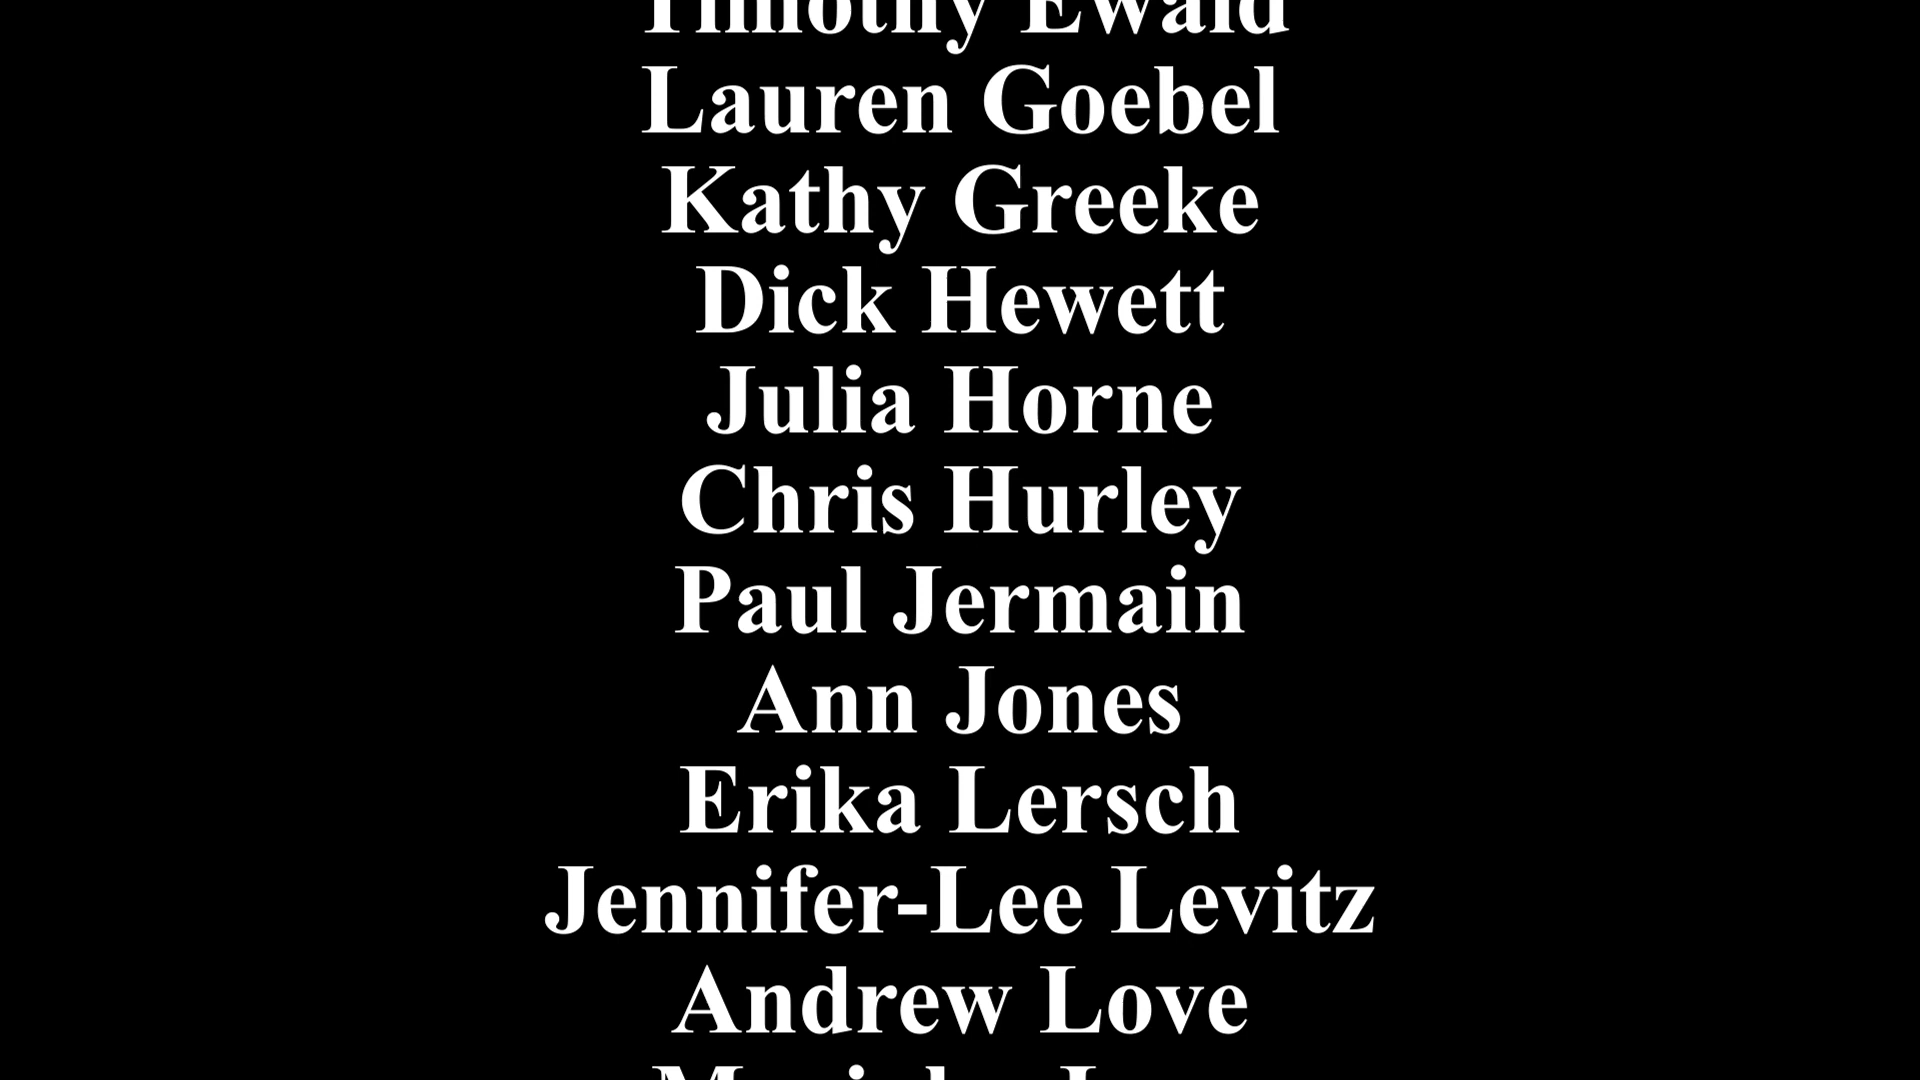 Timothy Ewald
Lauren Goebel
Kathy Greeke
Dick Hewett
Julia Horne
Chris Hurley
Paul Jermain
Ann Jones
Erika Lersch
Jennifer-Lee Levitz
Andrew Love